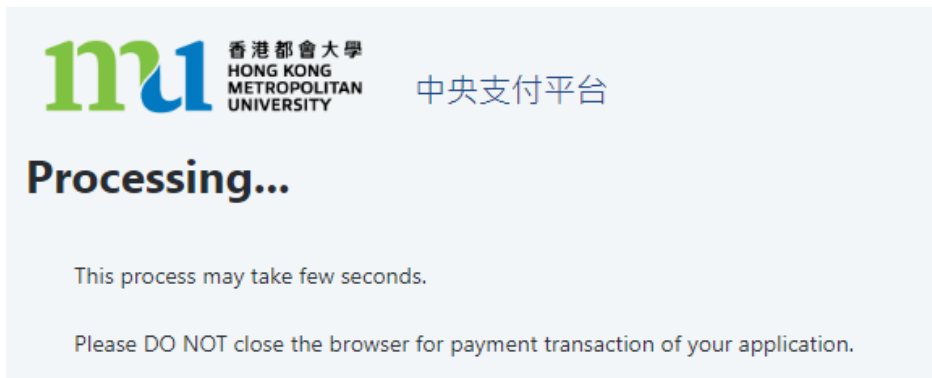 mu
香港都會大學
HONG KONG
METROPOLITAN
UNIVERSITY
中央支付平台
Processing...
This process may take few seconds.
Please DO NOT close the browser for payment transaction of your application.